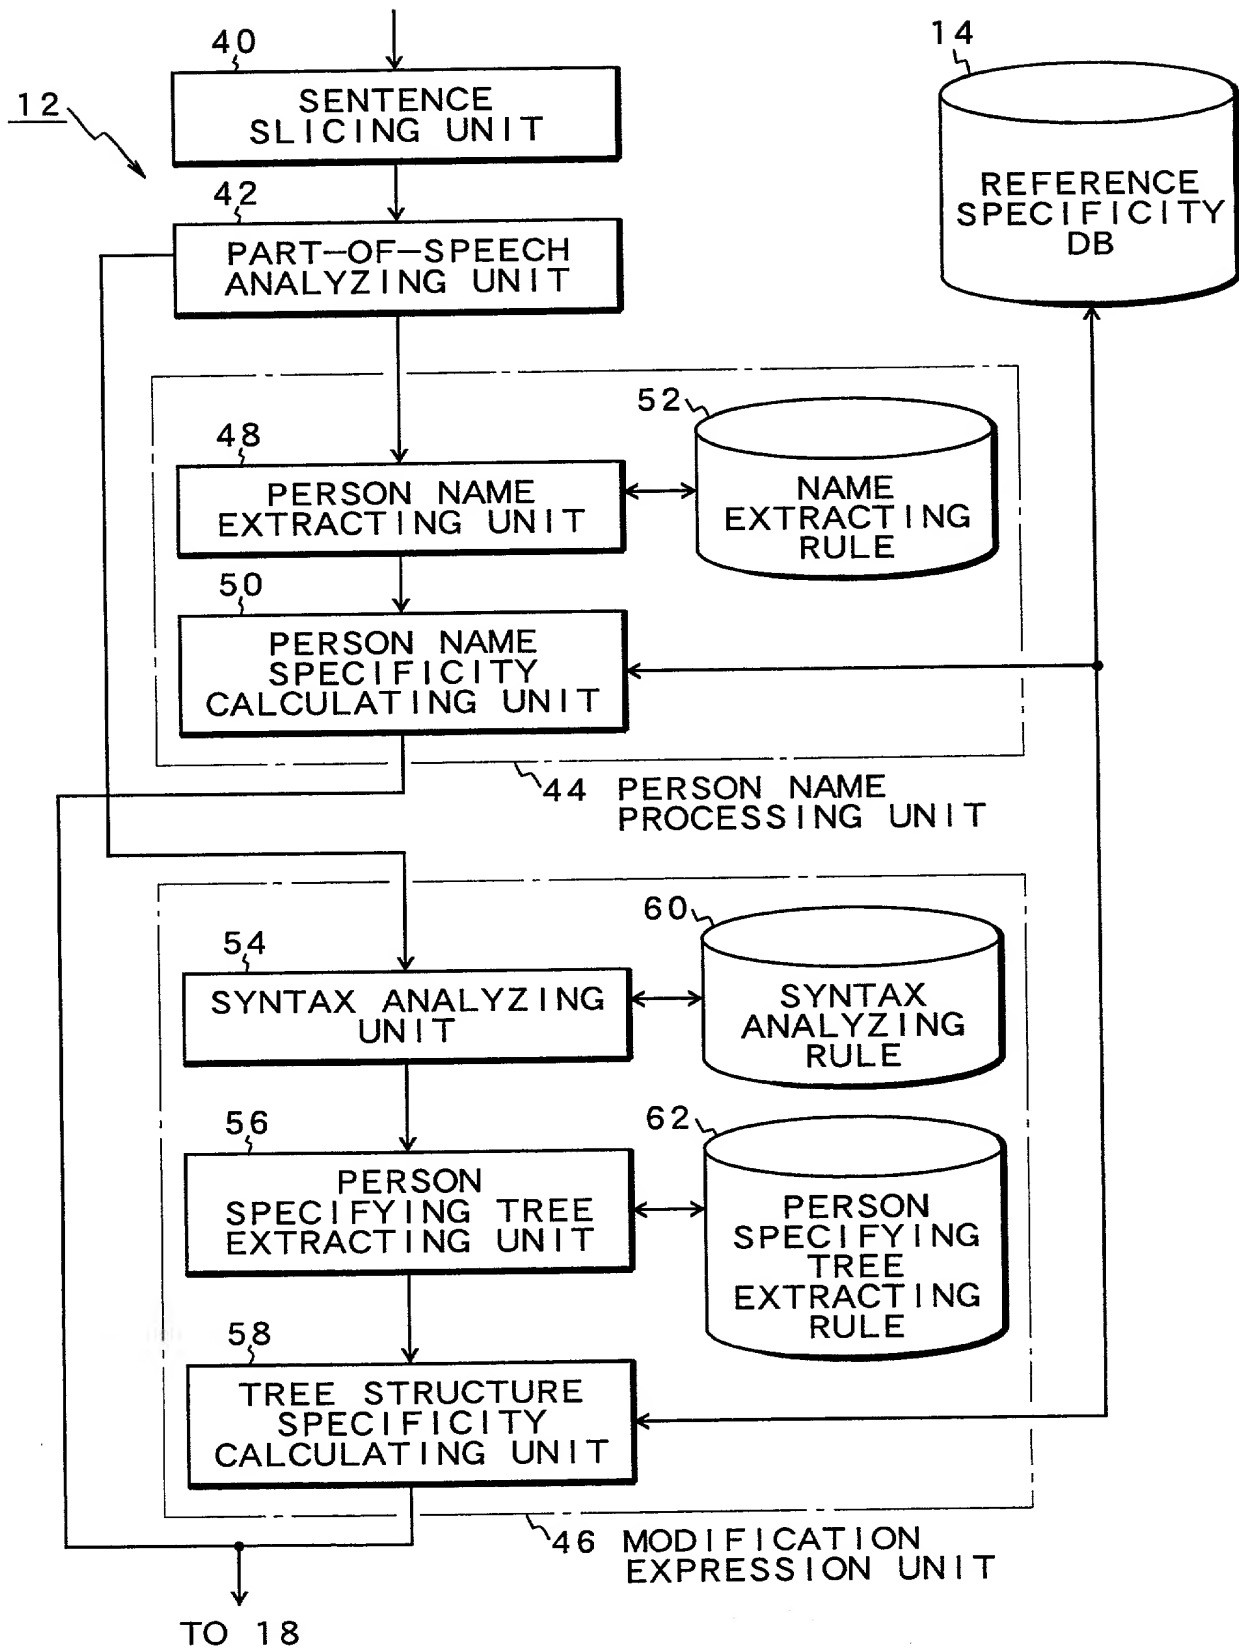 40
SENTENCE
SLICING UNIT
12
14
REFERENCE
SPECIFICITY
DB
42
PART-OF-SPEECH
ANALYZING UNIT
52
NAME
EXTRACTING
RULE
48
PERSON NAME
EXTRACTING UNIT
50
PERSON NAME
SPECIFICITY
CALCULATING UNIT
44 PERSON NAME
PROCESSING UNIT
60
SYNTAX
ANALYZING
RULE
54
SYNTAX ANALYZING
UNIT
56
PERSON
SPECIFYING TREE
EXTRACTING UNIT
62
PERSON
SPECIFYING
TREE
EXTRACTING
RULE
58
TREE STRUCTURE
SPECIFICITY
CALCULATING UNIT
46 MODIFICATION
EXPRESSION UNIT
TO 18